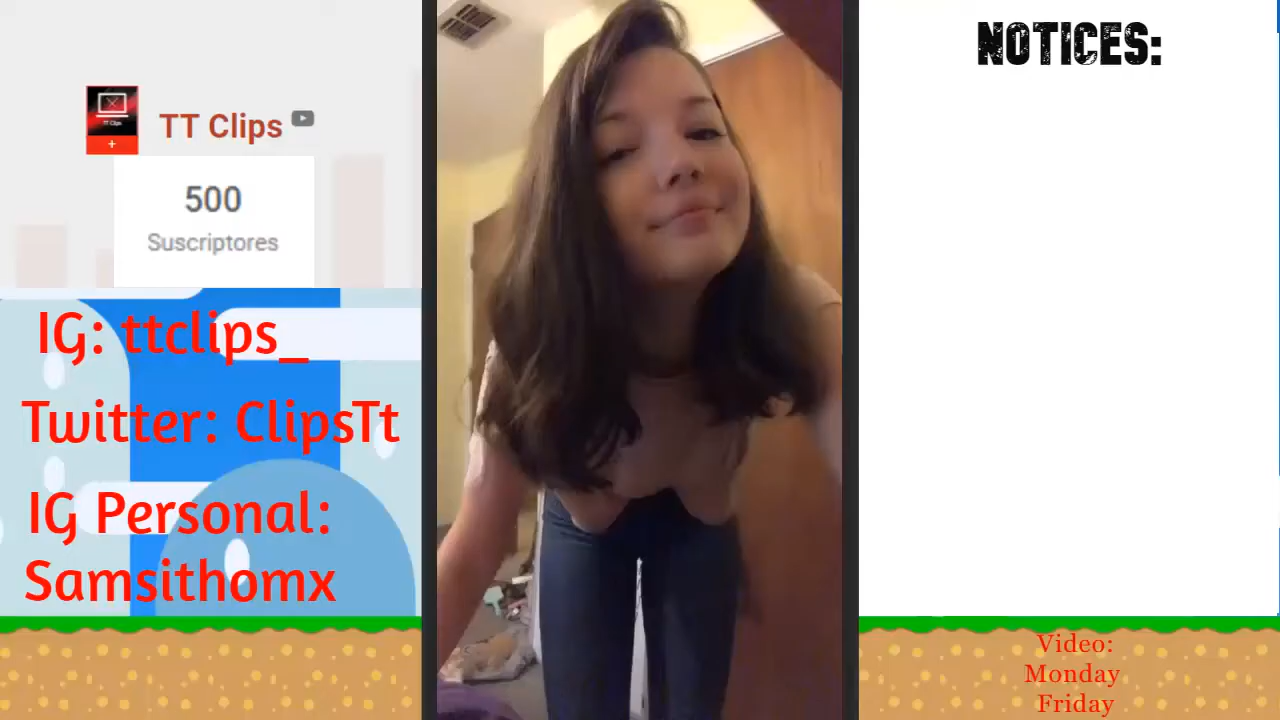 TT Clips
500
Suscriptores
IG: ttclips_
Twitter: ClipsTt
IG Personal:
Samsithomx
NOTICES:
Video:
Monday
Friday